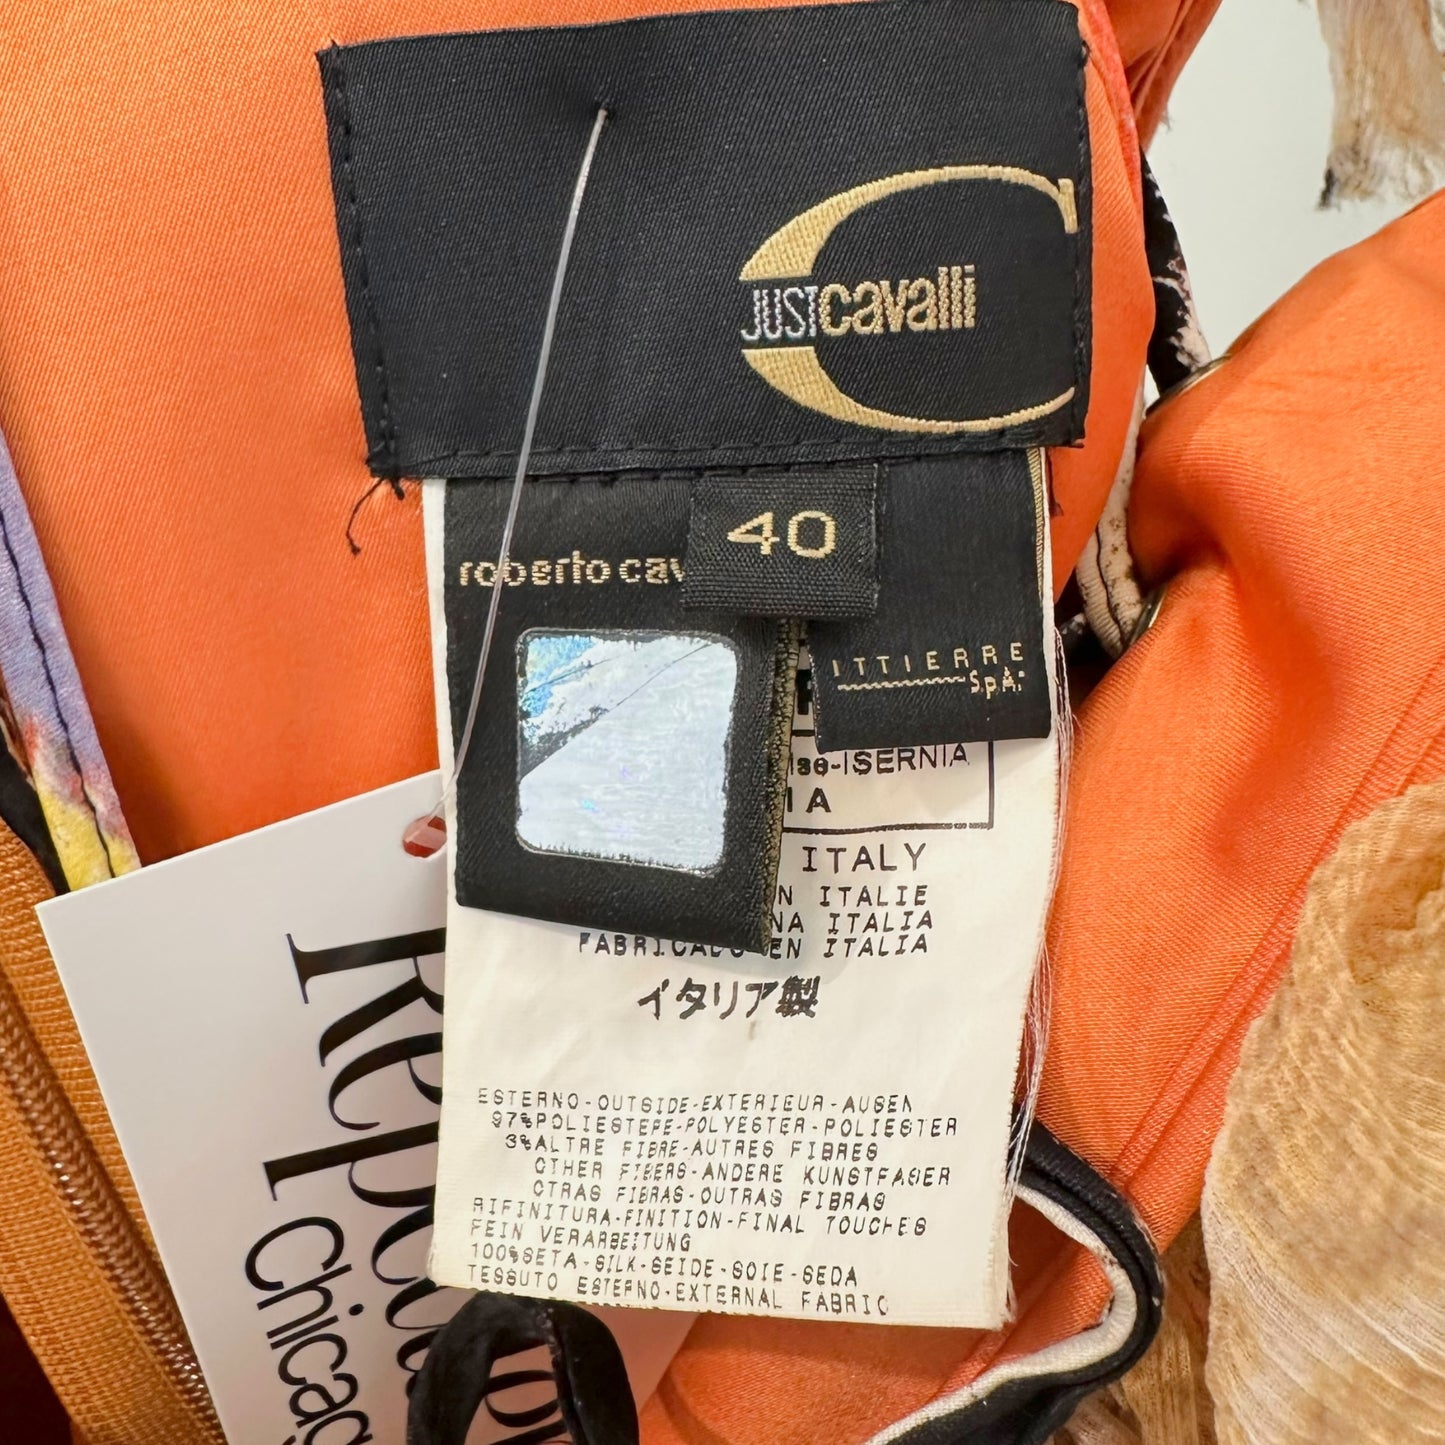 JUST cavalli
40
roberto cav
ITTIERRE
S.p.A.
-ISERNIA
IA
ITALY
N ITALIE
NA ITALIA
FABRICADO EN ITALIA
イタリア製
ESTERNO-OUTSIDE-EXTERIEUR-AUSEN
97%POLIESTERE-POLYESTER-POLIESTER
3%ALTRE FIBRE-AUTRES FIBRES
OTHER FIBERS-ANDERE KUNSTFASER
OTRAS FIBRAS-OUTRAS FIBRAS
RIFINITURA-FINITION-FINAL TOUCHES
FEIN VERARBEITUNG
100%SETA-SILK-SEIDE-SOIE-SEDA
TESSUTO ESTERNO-EXTERNAL FABRIC
Chicag